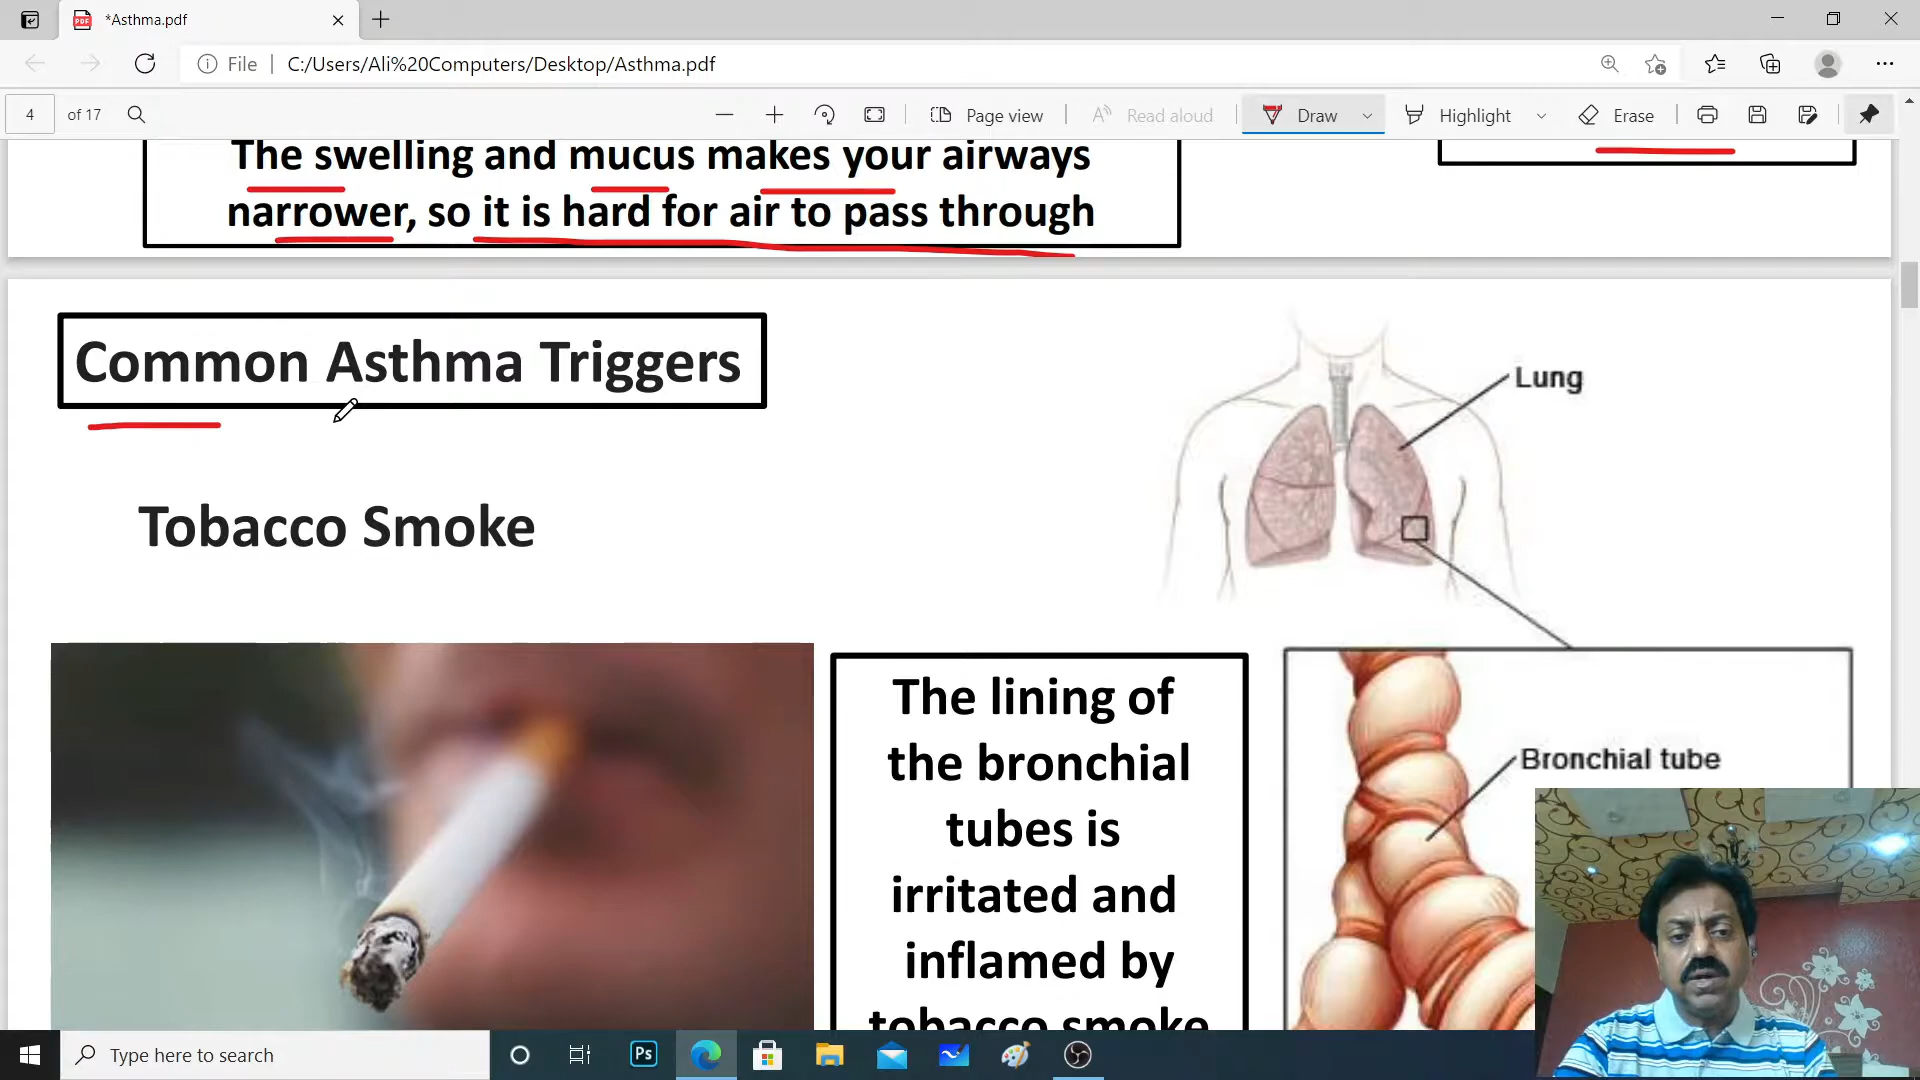 *Asthma.pdf
File
C:/Users/Ali%20Computers/Desktop/Asthma.pdf
4 of 17
Page view
Read aloud
Draw
Highlight
Erase
The swelling and mucus makes your airways
narrower, so it is hard for air to pass through
Common Asthma Triggers
Lung
Tobacco Smoke
The lining of
the bronchial
tubes is
irritated and
inflamed by
tobacco smoke
Bronchial tube
Type here to search
Ps